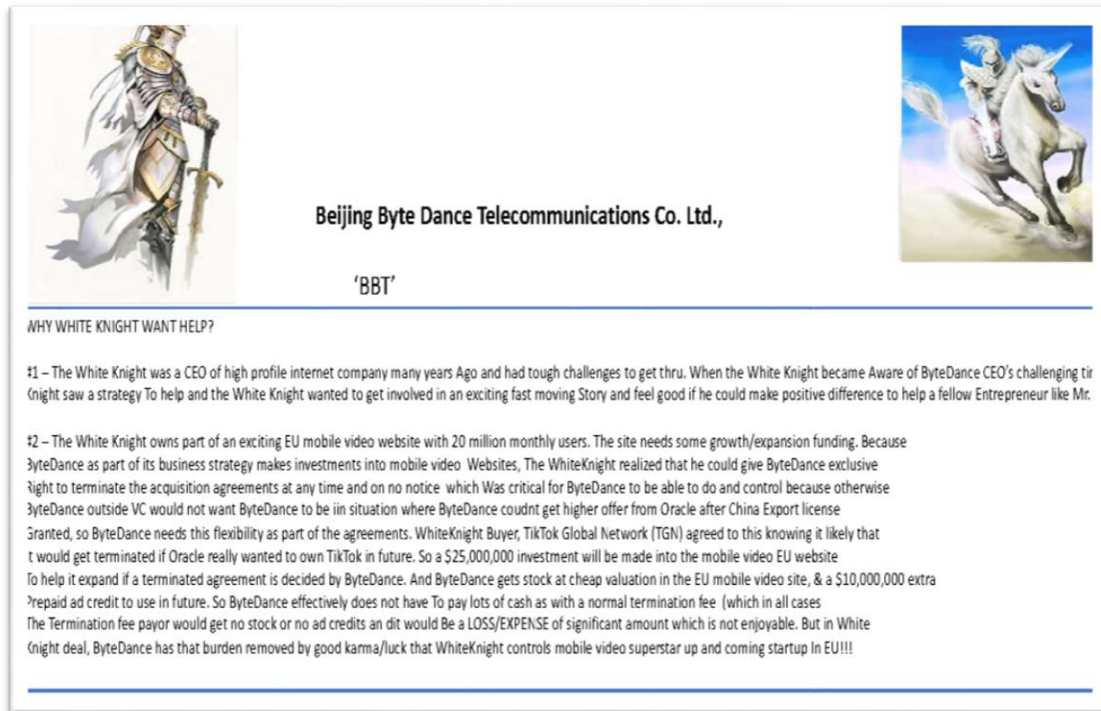 Beijing Byte Dance Telecommunications Co. Ltd.,
‘BBT’
WHY WHITE KNIGHT WANT HELP?
#1 – The White Knight was a CEO of high profile internet company many years Ago and had tough challenges to get thru. When the White Knight became Aware of ByteDance CEO's challenging
Knight saw a strategy To help and the White Knight wanted to get involved in an exciting fast moving Story and feel good if he could make positive difference to help a fellow Entrepreneur like Mr.
#2 – The White Knight owns part of an exciting EU mobile video website with 20 million monthly users. The site needs some growth/expansion funding. Because
ByteDance as part of its business strategy makes investments into mobile video Websites, The WhiteKnight realized that he could give ByteDance exclusive
Right to terminate the acquisition agreements at any time and on no notice which Was critical for ByteDance to be able to do and control because otherwise
ByteDance outside VC would not want ByteDance to be iin situation where ByteDance coudnt get higher offer from Oracle after China Export license
Granted, so ByteDance needs this flexibility as part of the agreements. WhiteKnight Buyer, TikTok Global Network (TGN) agreed to this knowing it likely that
t would get terminated if Oracle really wanted to own TikTok in future. So a $25,000,000 investment will be made into the mobile video EU website
To help it expand if a terminated agreement is decided by ByteDance. And ByteDance gets stock at cheap valuation in the EU mobile video site, & a $10,000,000 extra
Prepaid ad credit to use in future. So ByteDance effectively does not have To pay lots of cash as with a normal termination fee (which in all cases
The Termination fee payor would get no stock or no ad credits an dit would Be a LOSS/EXPENSE of significant amount which is not enjoyable. But in White
Knight deal, ByteDance has that burden removed by good karma/luck that WhiteKnight controls mobile video superstar up and coming startup In EU!!!